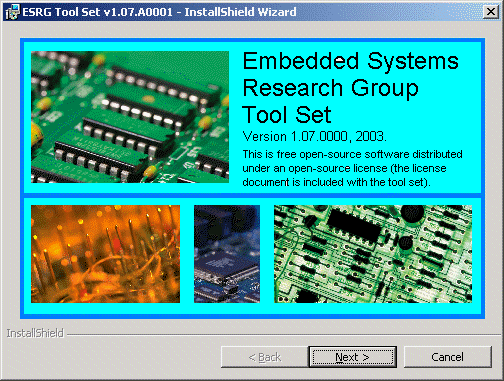 ESRG Tool Set v1.07.A0001 - InstallShield Wizard
Embedded Systems
Research Group
Tool Set
Version 1.07.0000, 2003.
This is free open-source software distributed
under an open-source license (the license
document is included with the tool set).
InstallShield
< Back
Next >
Cancel